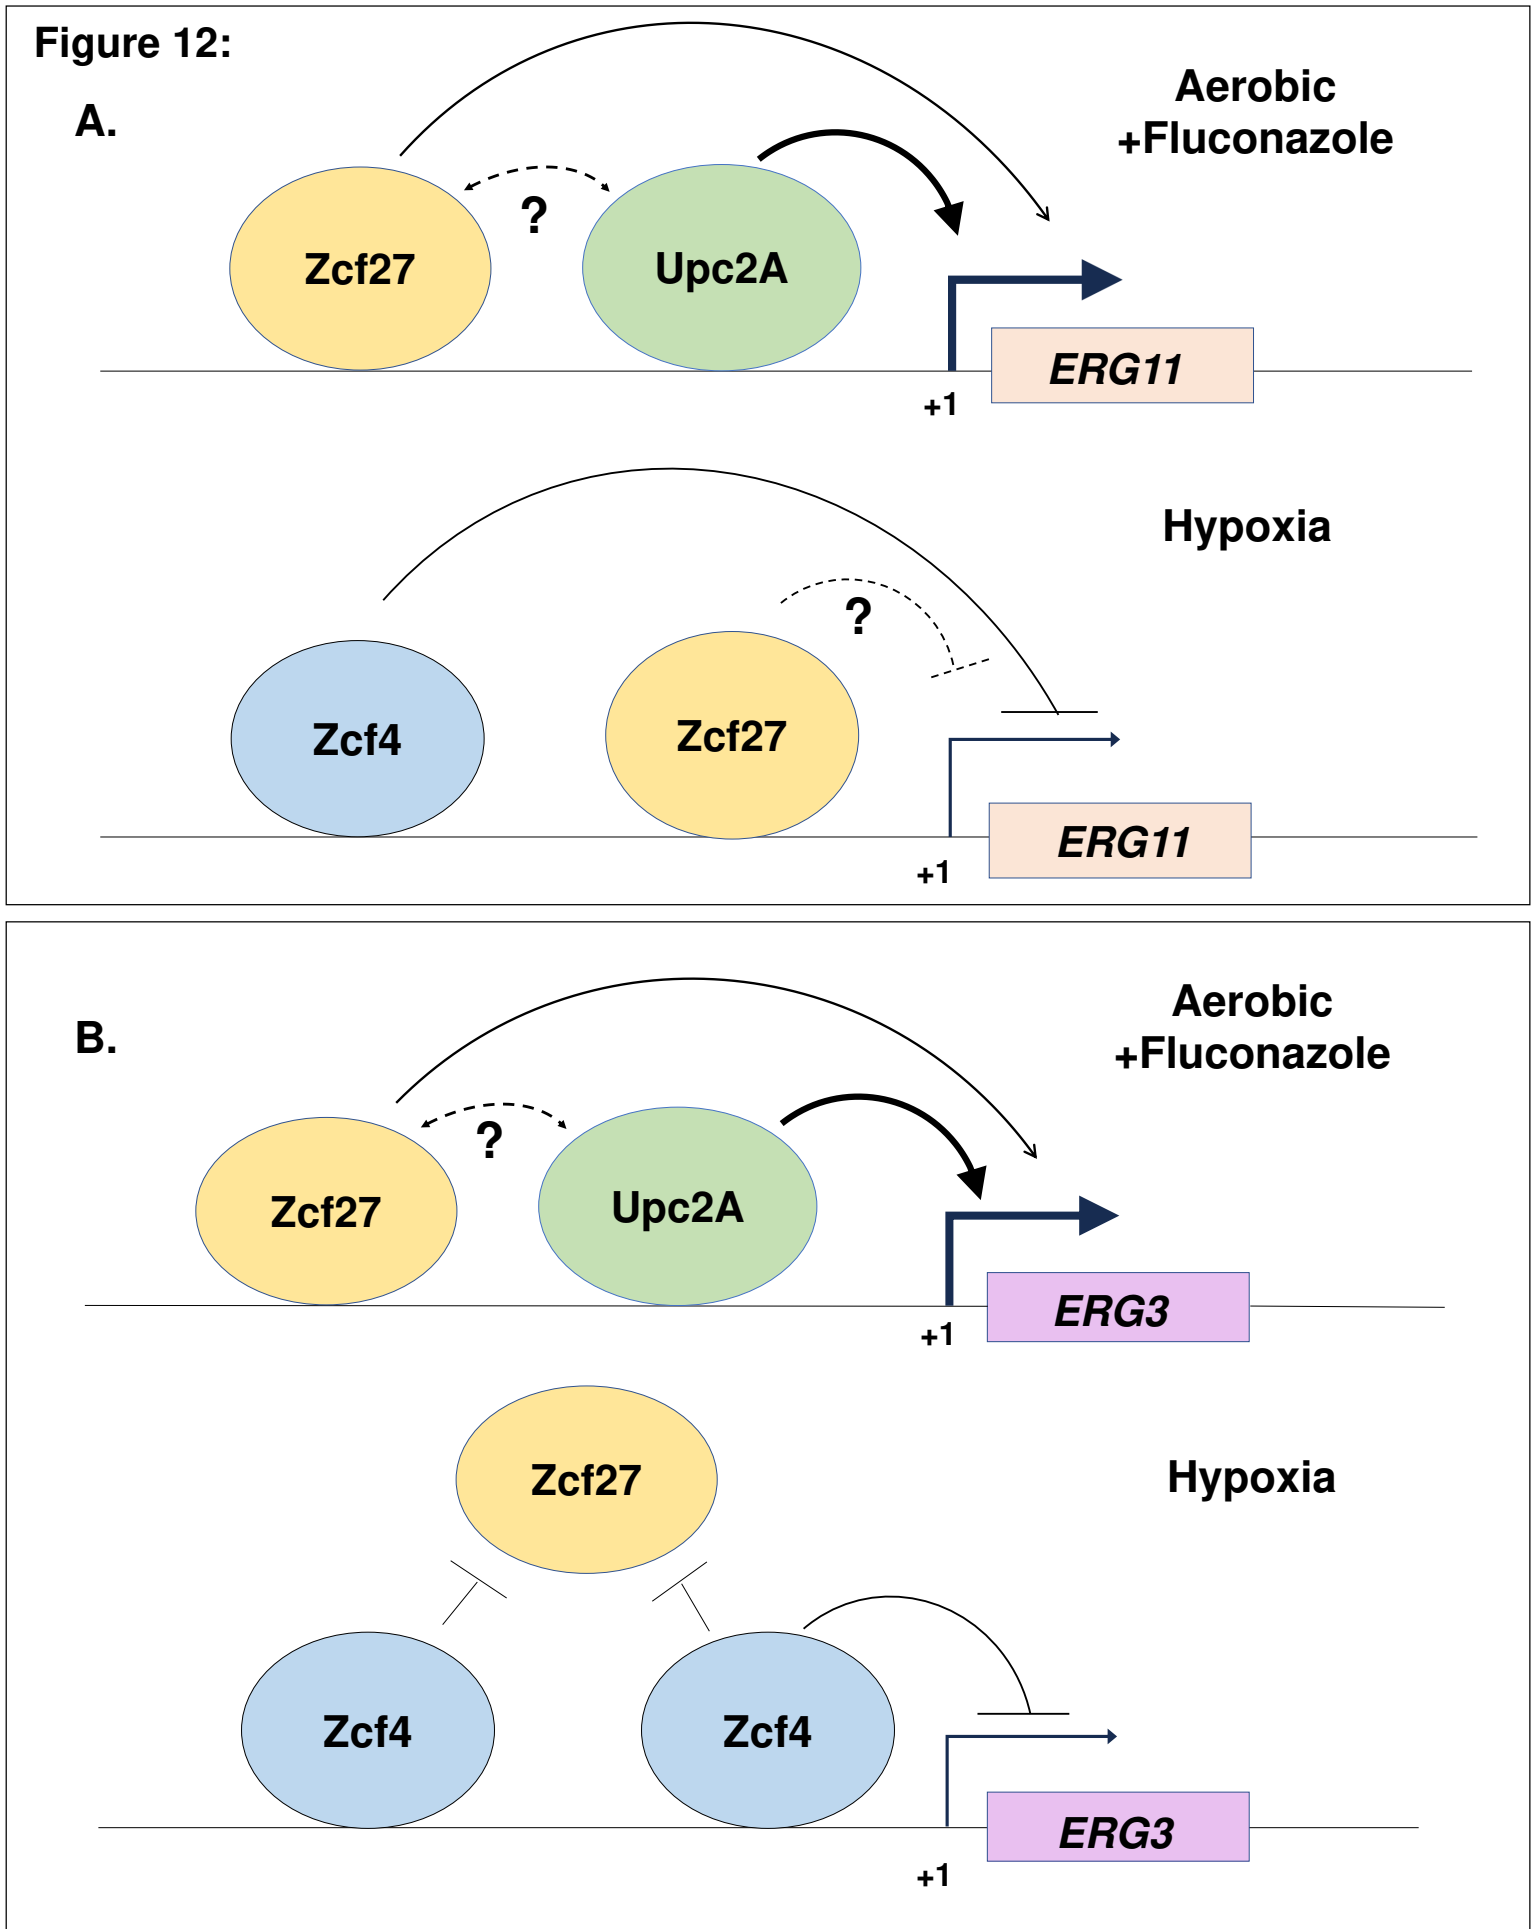 Figure 12:
A.
Aerobic
+Fluconazole
?
Zcf27
Upc2A
ERG11
+1
Hypoxia
?
Zcf4
Zcf27
ERG11
+1
B.
Aerobic
+Fluconazole
?
Zcf27
Upc2A
ERG3
+1
Zcf27
Hypoxia
Zcf4
Zcf4
ERG3
+1